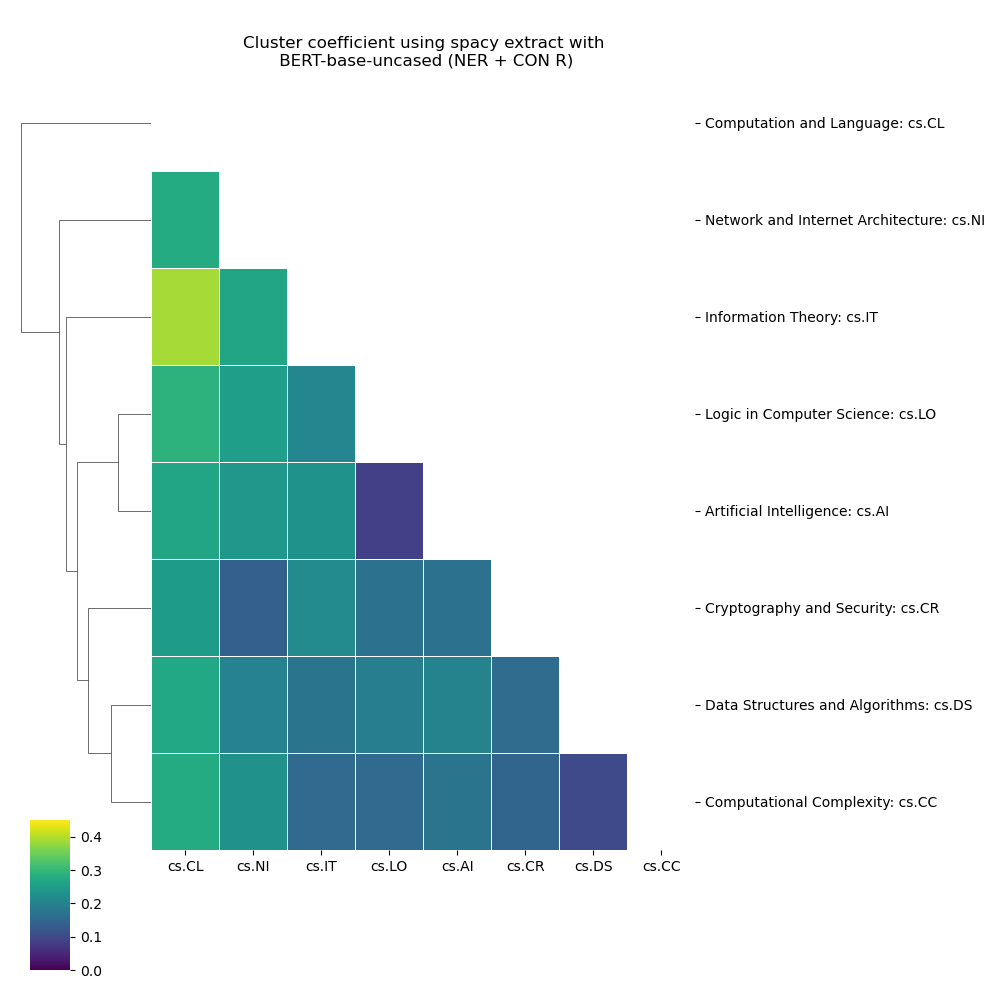 Cluster coefficient using spacy extract with
BERT-base-uncased (NER + CON R)
Computation and Language: cs.CL
Network and Internet Architecture: cs.NI
Information Theory: cs.IT
Logic in Computer Science: cs.LO
Artificial Intelligence: cs.AI
Cryptography and Security: cs.CR
Data Structures and Algorithms: cs.DS
Computational Complexity: cs.CC
cs.CL cs.NI cs.IT cs.LO cs.AI cs.CR cs.DS cs.CC
0.4
0.3
0.2
0.1
0.0